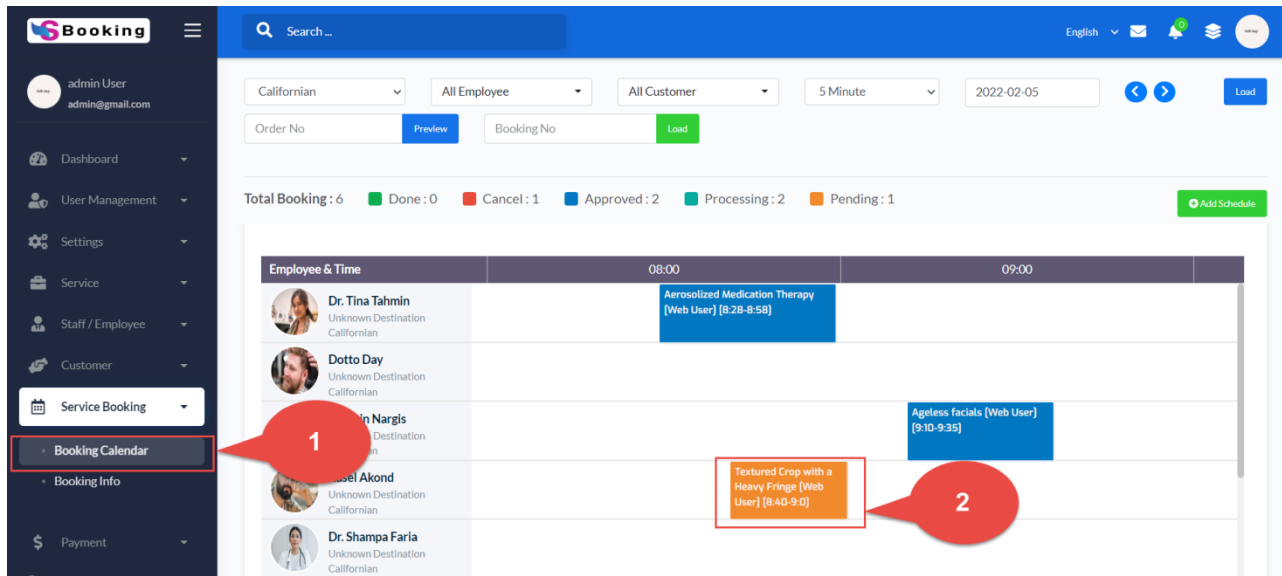 SBooking
Search ...
English
0
admin User
admin@gmail.com
Californian
All Employee
All Customer
5 Minute
2022-02-05
Load
Order No
Preview
Booking No
Load
Dashboard
User Management
Settings
Service
Staff / Employee
Customer
Service Booking
Booking Calendar
Booking Info
Payment
Total Booking : 6
Done : 0
Cancel : 1
Approved : 2
Processing : 2
Pending : 1
Add Schedule
Employee & Time
08:00
09:00
Dr. Tina Tahmin
Unknown Destination
Californian
Aerosolized Medication Therapy
[Web User] [8:28-8:58]
Dotto Day
Unknown Destination
Californian
Nargis
Destination
Ageless facials [Web User]
[9:10-9:35]
1
Akond
Unknown Destination
Californian
Textured Crop with a
Heavy Fringe [Web
User] [8:40-9:0]
2
Dr. Shampa Faria
Unknown Destination
Californian